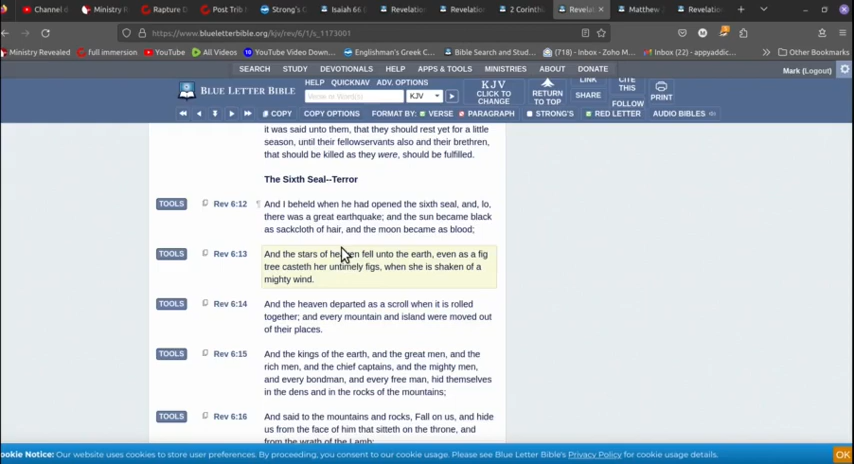 Channel d
Ministry R
Rapture D
Post Trib S
Strong's C
Isaiah 66
Revelation
Revelation
2 Corinth
Revelat
Matthew
Revelation
https://www.blueletterbible.org/kjv/rev/6/1/s_1173001
Ministry Revealed
full immersion
YouTube
All Videos
YouTube Video Down...
Englishman's Greek C...
Bible Search and Stud...
(718) - Inbox - Zoho M...
Inbox (22) - appyaddic...
Other Bookmarks
SEARCH STUDY DEVOTIONALS HELP APPS & TOOLS MINISTRIES ABOUT DONATE
Mark (Logout)
BLUE LETTER BIBLE
HELP QUICKNAV ADV. OPTIONS
Verse or Word(s)
KJV
KJV
CLICK TO
CHANGE
RETURN
TO TOP
LINK
SHARE
CITE
THIS
FOLLOW
PRINT
COPY COPY OPTIONS FORMAT BY: VERSE PARAGRAPH STRONG'S RED LETTER AUDIO BIBLES
it was said unto them, that they should rest yet for a little
season, until their fellowservants also and their brethren,
that should be killed as they were, should be fulfilled.
The Sixth Seal--Terror
TOOLS Rev 6:12 ¶ And I beheld when he had opened the sixth seal, and, lo,
there was a great earthquake; and the sun became black
as sackcloth of hair, and the moon became as blood;
TOOLS Rev 6:13 And the stars of heaven fell unto the earth, even as a fig
tree casteth her untimely figs, when she is shaken of a
mighty wind.
TOOLS Rev 6:14 And the heaven departed as a scroll when it is rolled
together; and every mountain and island were moved out
of their places.
TOOLS Rev 6:15 And the kings of the earth, and the great men, and the
rich men, and the chief captains, and the mighty men,
and every bondman, and every free man, hid themselves
in the dens and in the rocks of the mountains;
TOOLS Rev 6:16 And said to the mountains and rocks, Fall on us, and hide
us from the face of him that sitteth on the throne, and
from the wrath of the Lamb:
ookie Notice: Our website uses cookies to store user preferences. By proceeding, you consent to our cookie usage. Please see Blue Letter Bible's Privacy Policy for cookie usage details.
OK